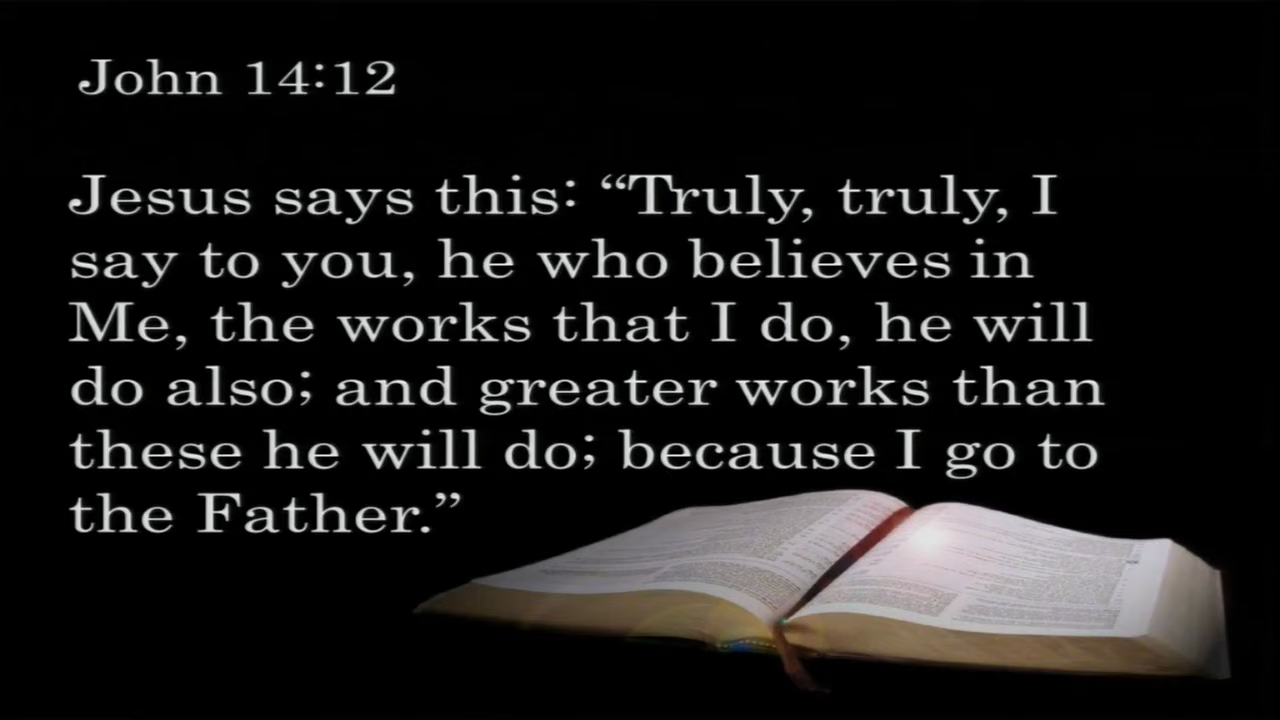 John 14:12
Jesus says this: “Truly, truly, I
say to you, he who believes in
Me, the works that I do, he will
do also; and greater works than
these he will do; because I go to
the Father.”